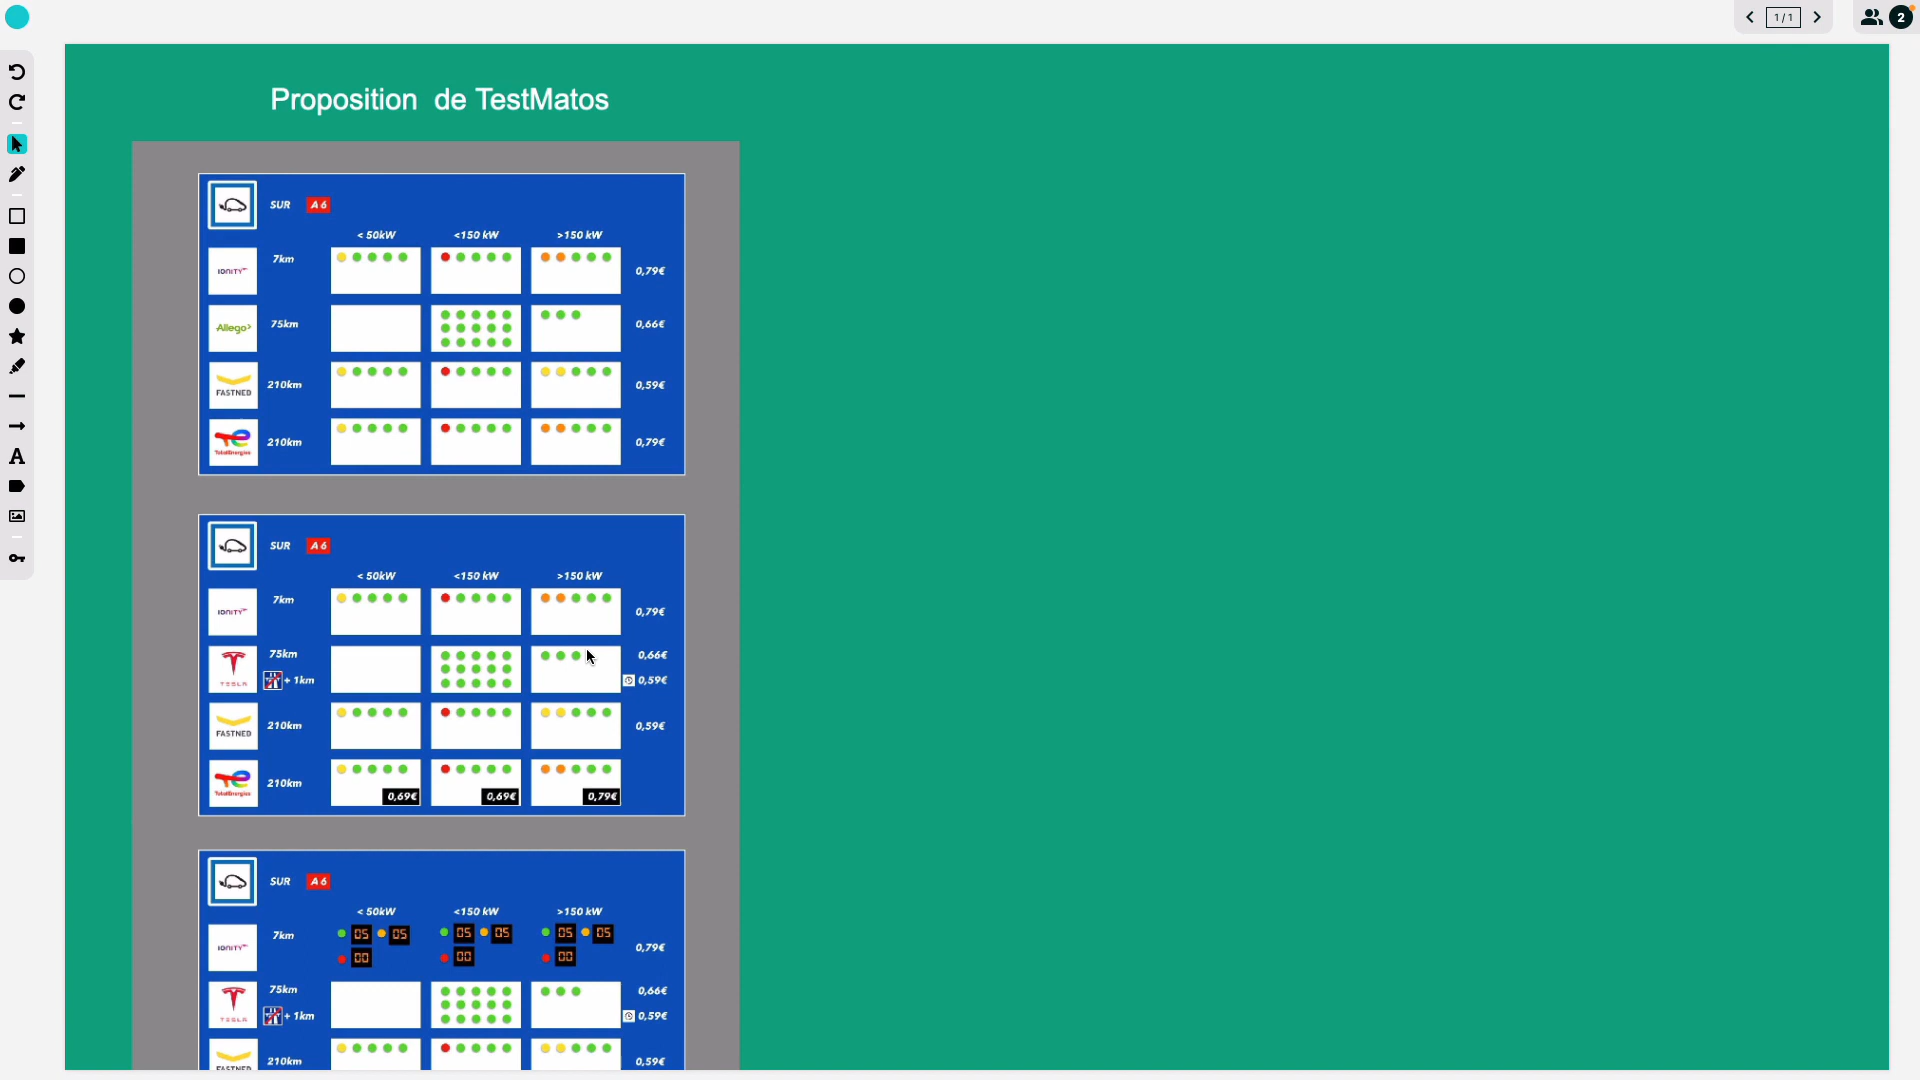 1/1
2
Proposition de TestMatos
SUR A6
< 50kW <150 kW >150 kW
IONITY 7km 0,79€
Allego> 75km 0,66€
FASTNED 210km 0,59€
TotalEnergies 210km 0,79€
SUR A6
< 50kW <150 kW >150 kW
IONITY 7km 0,79€
TESLA 75km 0,66€
+ 1km 0,59€
FASTNED 210km 0,59€
TotalEnergies 210km
0,69€ 0,69€ 0,79€
SUR A6
< 50kW <150 kW >150 kW
IONITY 7km 05 05 05 05 05 05 0,79€
00 00 00
TESLA 75km 0,66€
+ 1km 0,59€
FASTNED 210km 0,59€